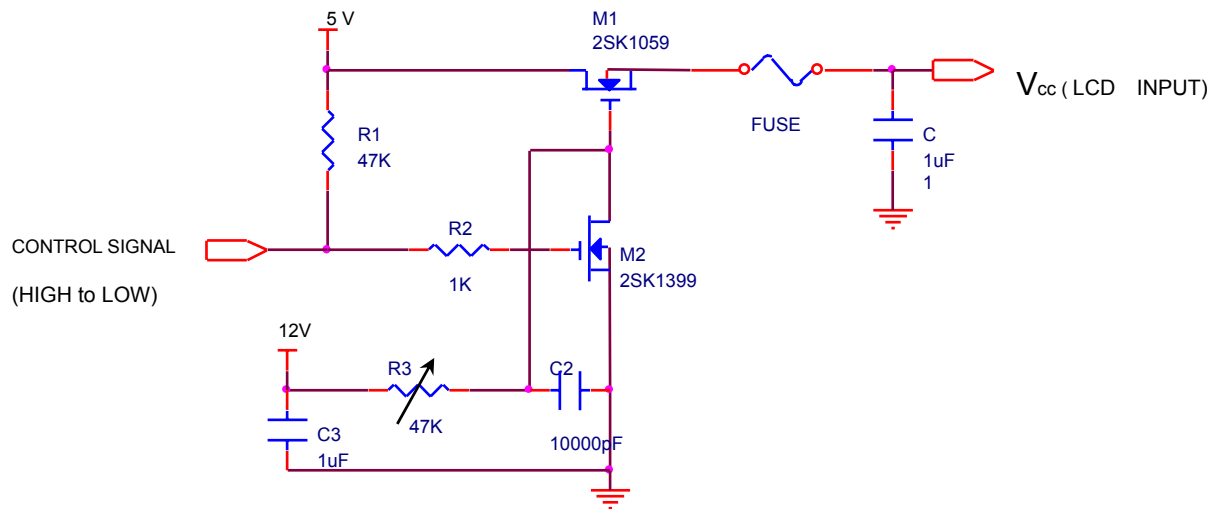 5 V
M1
2SK1059
R1
47K
FUSE
Vcc ( LCD INPUT)
C
1uF
1
CONTROL SIGNAL
(HIGH to LOW)
R2
1K
M2
2SK1399
12V
R3
47K
C2
10000pF
C3
1uF